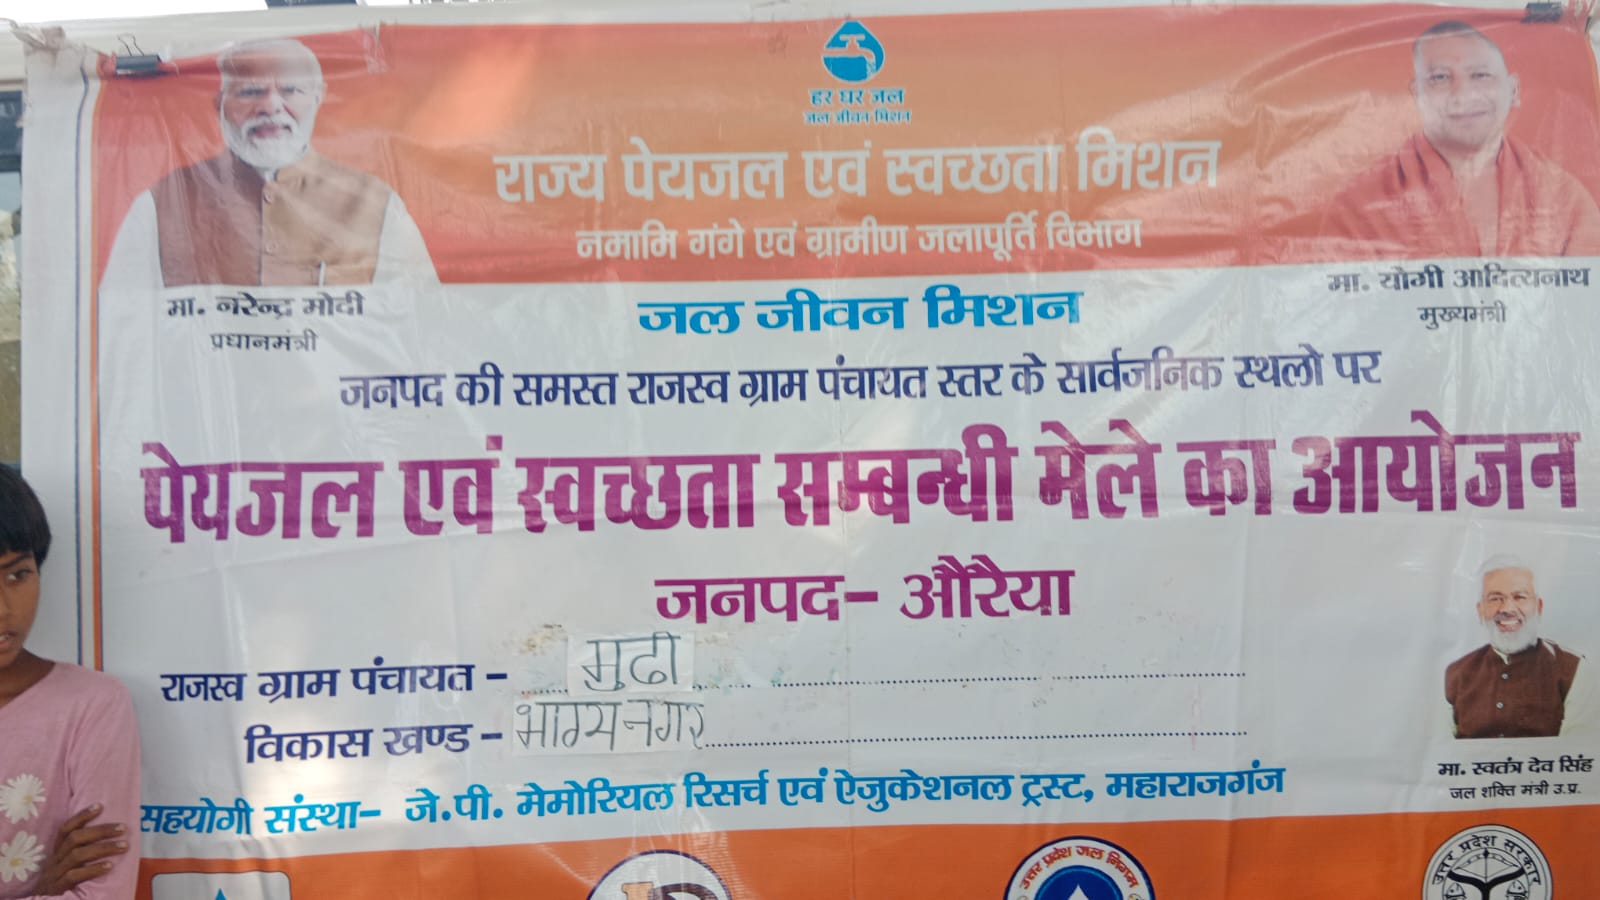 हर घर जल
जल जीवन मिशन
राज्य पेयजल एवं स्वच्छता मिशन
नमामि गंगे एवं ग्रामीण जलापूर्ति विभाग
मा. नरेन्द्र मोदी
प्रधानमंत्री
मा. योगी आदित्यनाथ
मुख्यमंत्री
जल जीवन मिशन
जनपद की समस्त राजस्व ग्राम पंचायत स्तर के सार्वजनिक स्थलो पर
पेयजल एवं स्वच्छता सम्बन्धी मेले का आयोजन
जनपद- औरैया
राजस्व ग्राम पंचायत - मुढी
विकास खण्ड - भाग्यनगर
मा. स्वतंत्र देव सिंह
जल शक्ति मंत्री उ.प्र.
सहयोगी संस्था- जे.पी. मेमोरियल रिसर्च एवं ऐजुकेशनल ट्रस्ट, महाराजगंज
उत्तर प्रदेश जल निगम
उत्तर प्रदेश सरकार